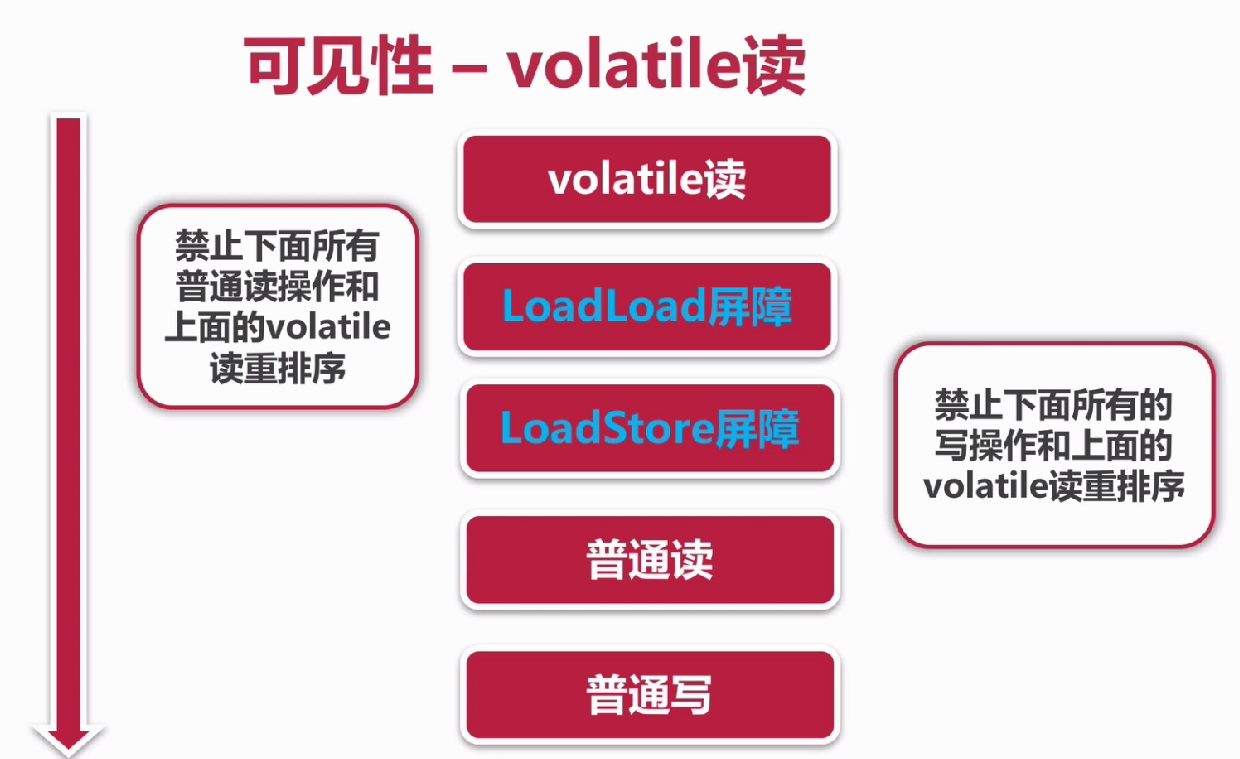 可见性 – volatile读
volatile读
禁止下面所有
普通读操作和
上面的volatile
读重排序
LoadLoad屏障
LoadStore屏障
禁止下面所有的
写操作和上面的
volatile读重排序
普通读
普通写